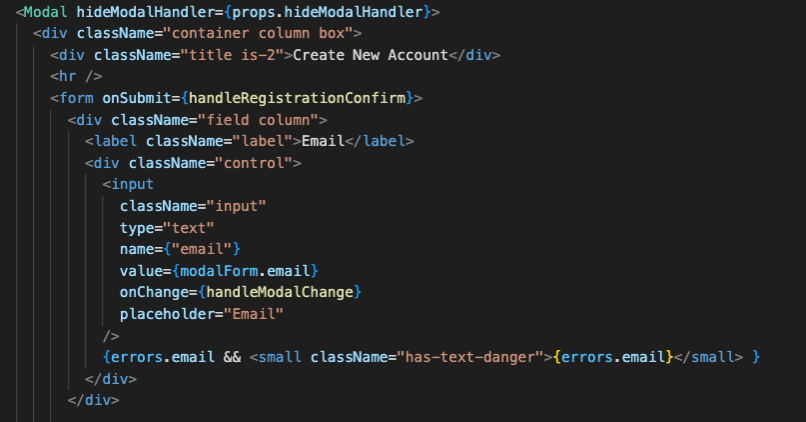 <Modal hideModalHandler={props.hideModalHandler}>
<div className="container column box">
<div className="title is-2">Create New Account</div>
<hr />
<form onSubmit={handleRegistrationConfirm}>
<div className="field column">
<label className="label">Email</label>
<div className="control">
<input
className="input"
type="text"
name={"email"}
value={modalForm.email}
onChange={handleModalChange}
placeholder="Email"
/>
{errors.email && <small className="has-text-danger">{errors.email}</small> }
</div>
</div>